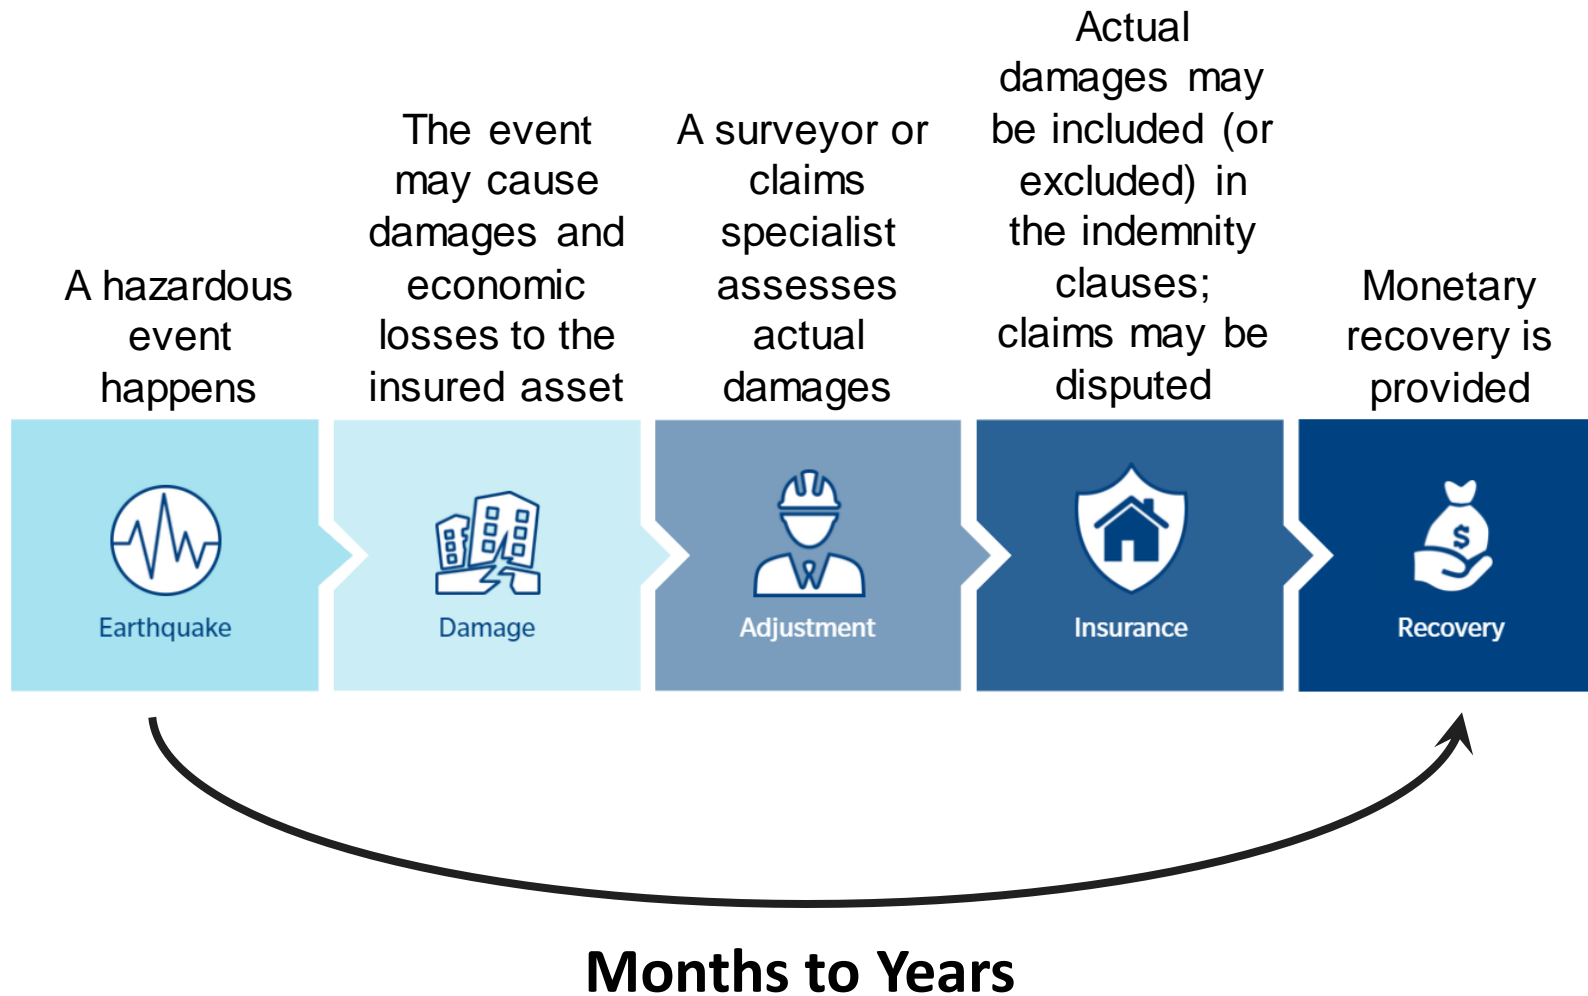 A hazardous
event
happens
The event
may cause
damages and
economic
losses to the
insured asset
A surveyor or
claims
specialist
assesses
actual
damages
Actual
damages may
be included (or
excluded) in
the indemnity
clauses;
claims may be
disputed
Monetary
recovery is
provided
Earthquake
Damage
Adjustment
Insurance
$
Recovery
Months to Years